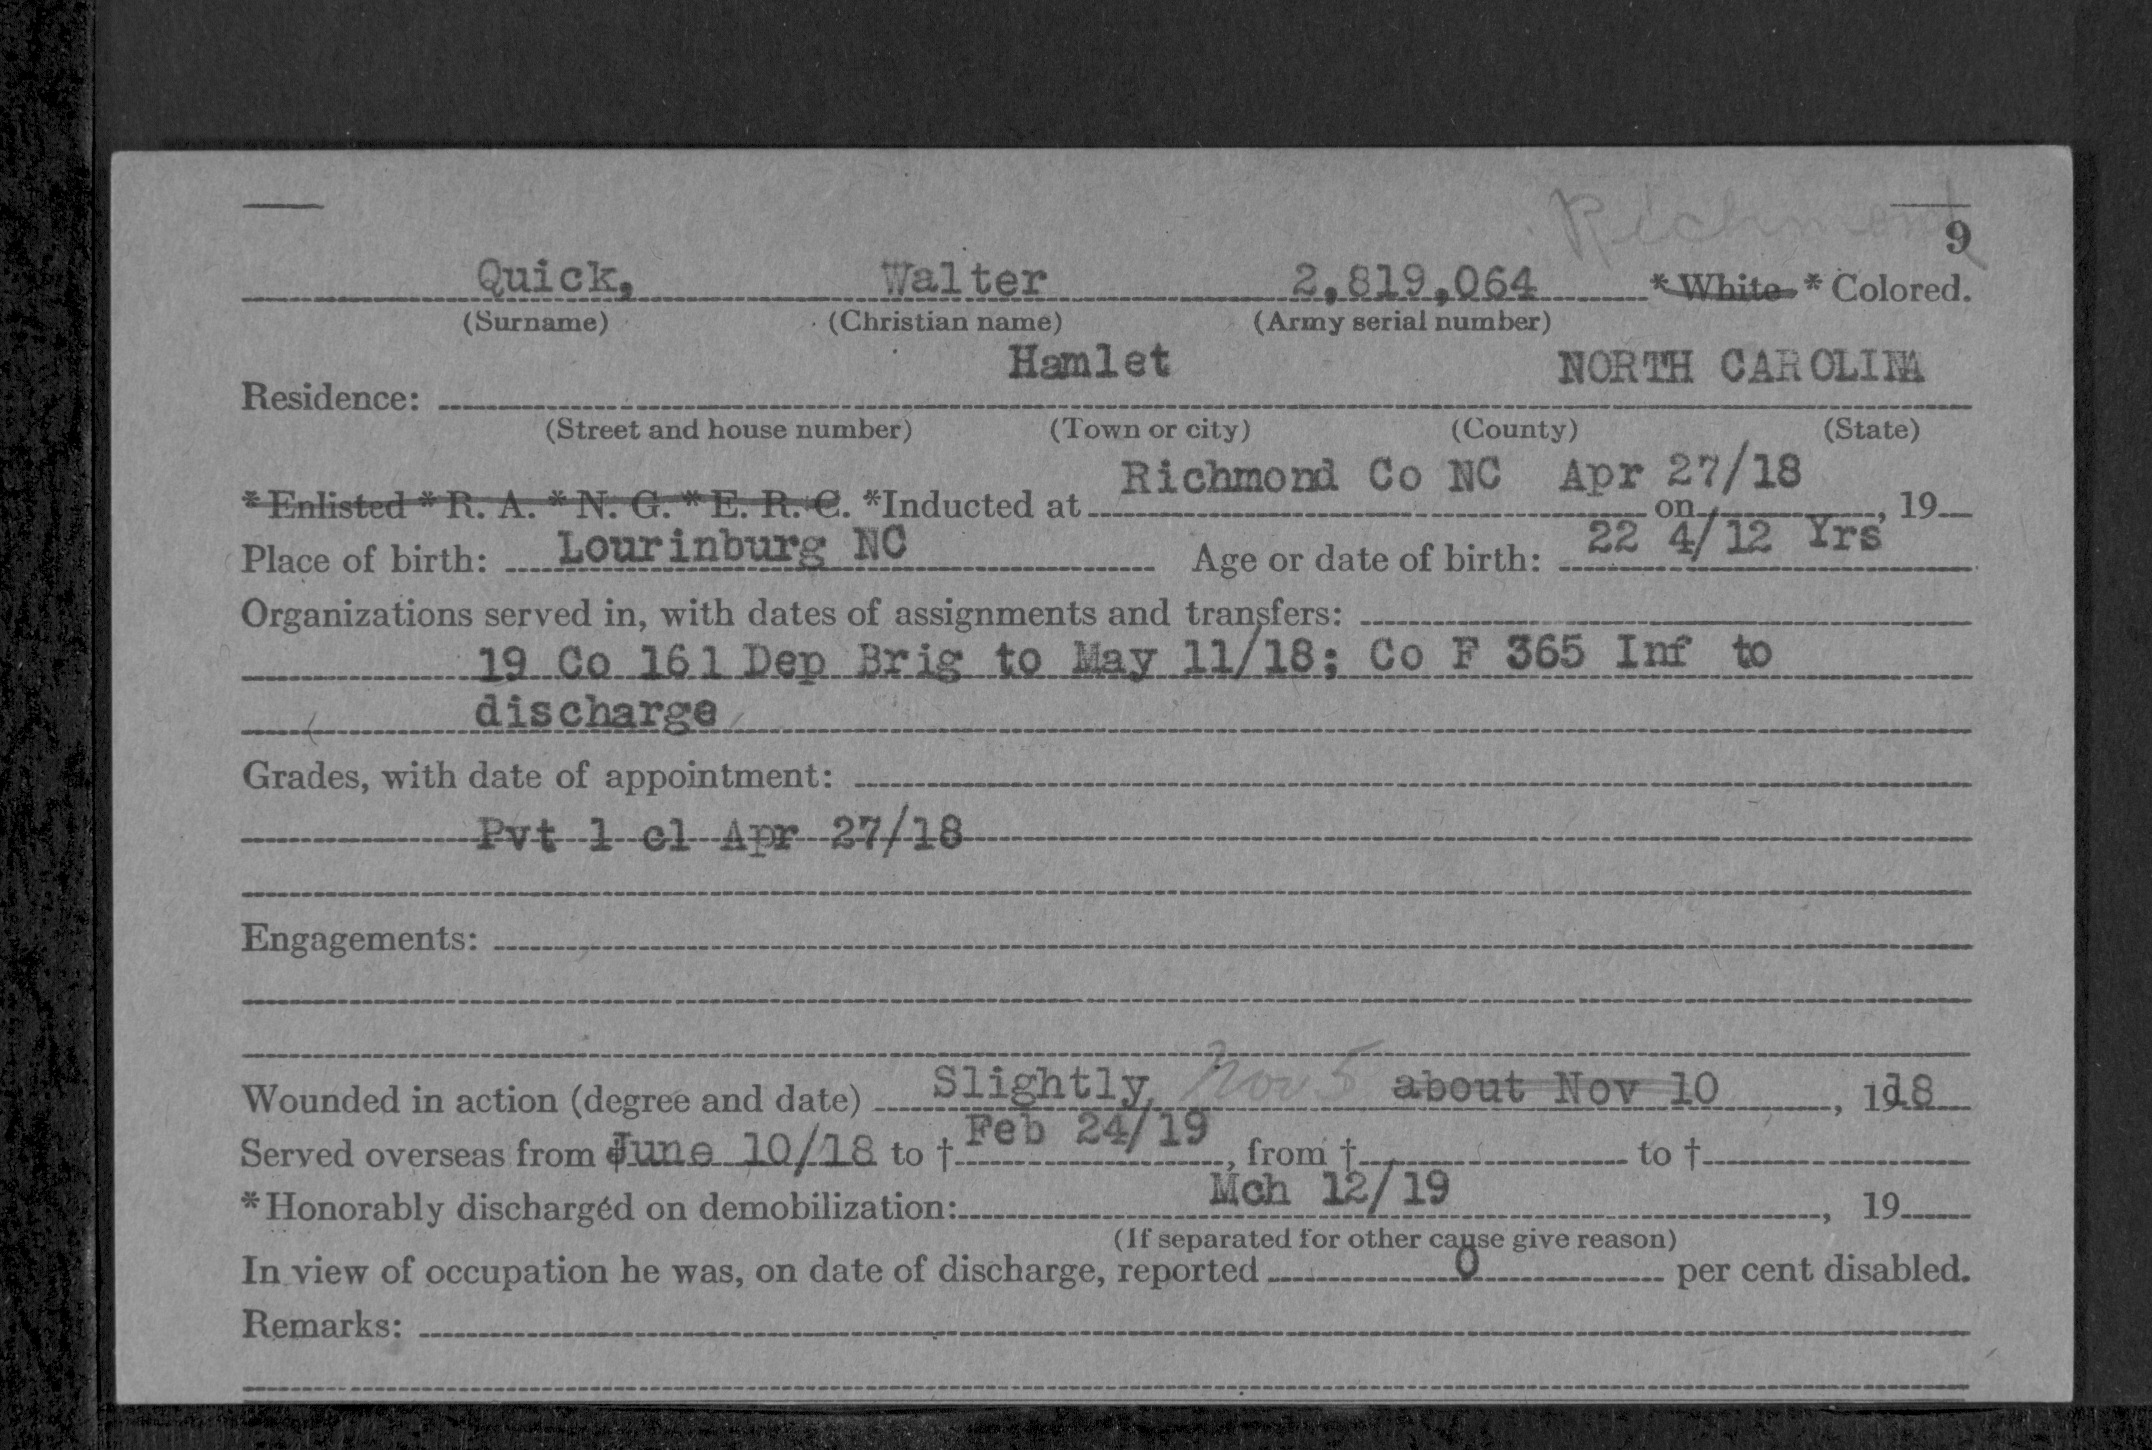 Richmond
9
Quick, Walter 2,819,064 * White * Colored.
(Surname) (Christian name) (Army serial number)
Hamlet NORTH CAROLINA
Residence:
(Street and house number) (Town or city) (County) (State)
Richmond Co NC Apr 27/18
*Enlisted *R. A. *N. G. *E. R. C. *Inducted at on , 19
Place of birth: Lourinburg NC Age or date of birth: 22 4/12 Yrs
Organizations served in, with dates of assignments and transfers:
19 Co 161 Dep Brig to May 11/18; Co F 365 Inf to
discharge
Grades, with date of appointment:
Pvt 1 cl Apr 27/18
Engagements:
Wounded in action (degree and date) Slightly, Nov 5 about Nov 10, 1918
Served overseas from June 10/18 to † Feb 24/19, from † to †
*Honorably discharged on demobilization: Mch 12/19, 19
(If separated for other cause give reason)
In view of occupation he was, on date of discharge, reported 0 per cent disabled.
Remarks: